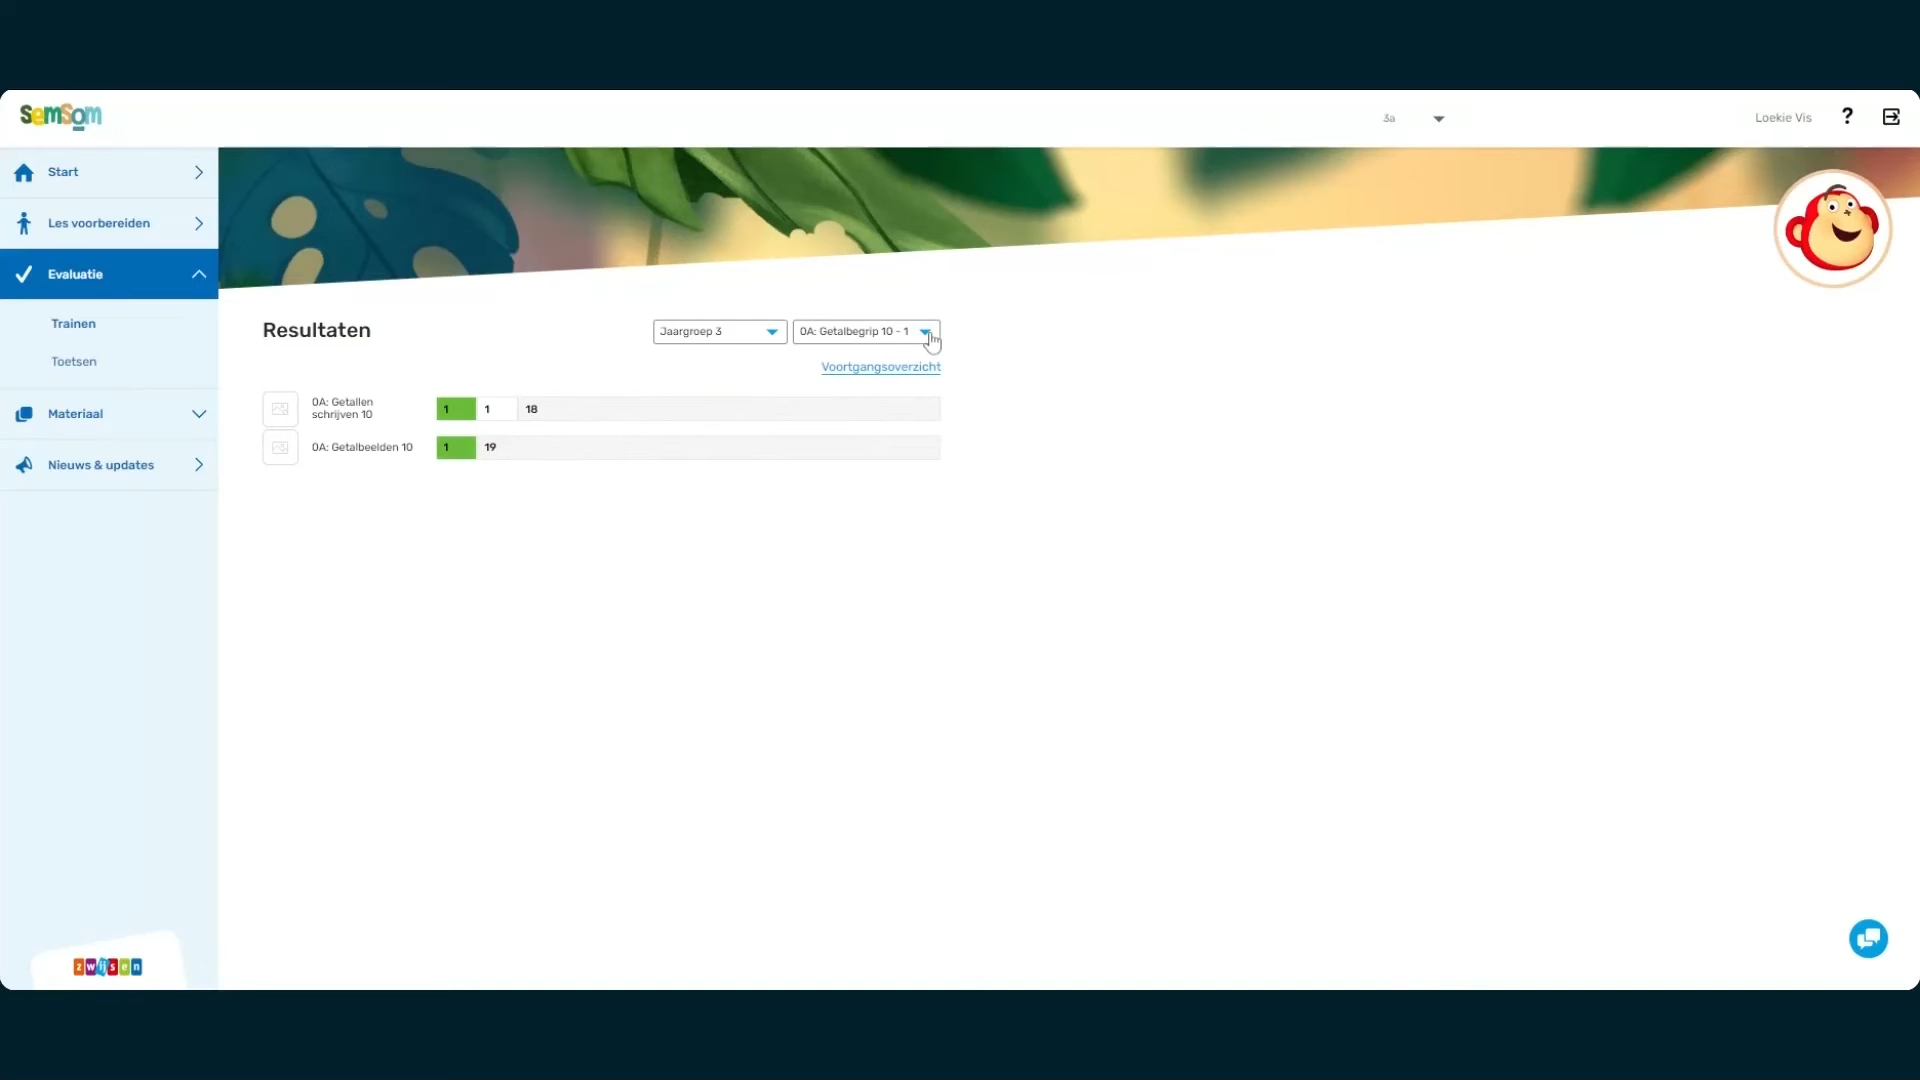 SemSom
3a
Loekie Vis
?
Start
Les voorbereiden
Evaluatie
Trainen
Toetsen
Materiaal
Nieuws & updates
Resultaten
Jaargroep 3
0A: Getalbegrip 10 - 1
Voortgangsoverzicht
0A: Getallen
schrijven 10
1 1 18
0A: Getalbeelden 10
1 19
zwijsen